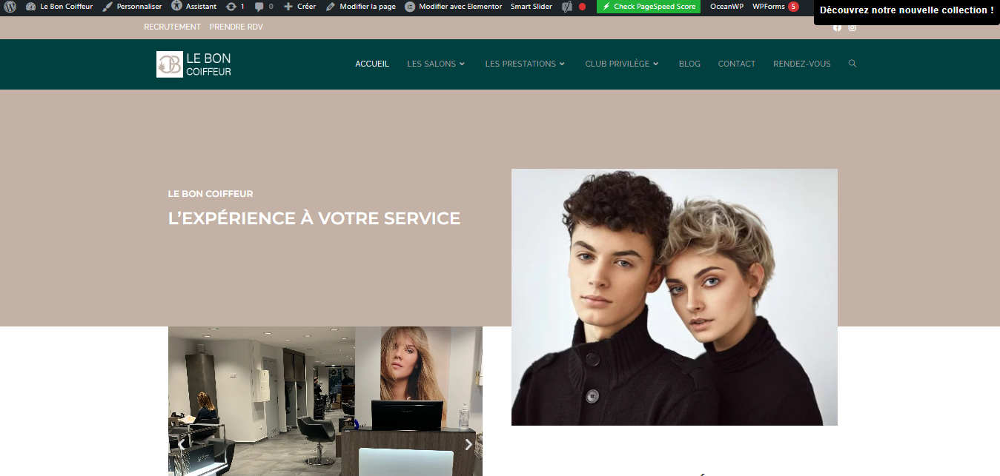 Le Bon Coiffeur Personnaliser Assistant 1 0 Créer Modifier la page Modifier avec Elementor Smart Slider Check PageSpeed Score OceanWP WPForms 5
Découvrez notre nouvelle collection !
RECRUTEMENT PRENDRE RDV
LE BON
COIFFEUR
ACCUEIL LES SALONS LES PRESTATIONS CLUB PRIVILÈGE BLOG CONTACT RENDEZ-VOUS
LE BON COIFFEUR
L’EXPÉRIENCE À VOTRE SERVICE